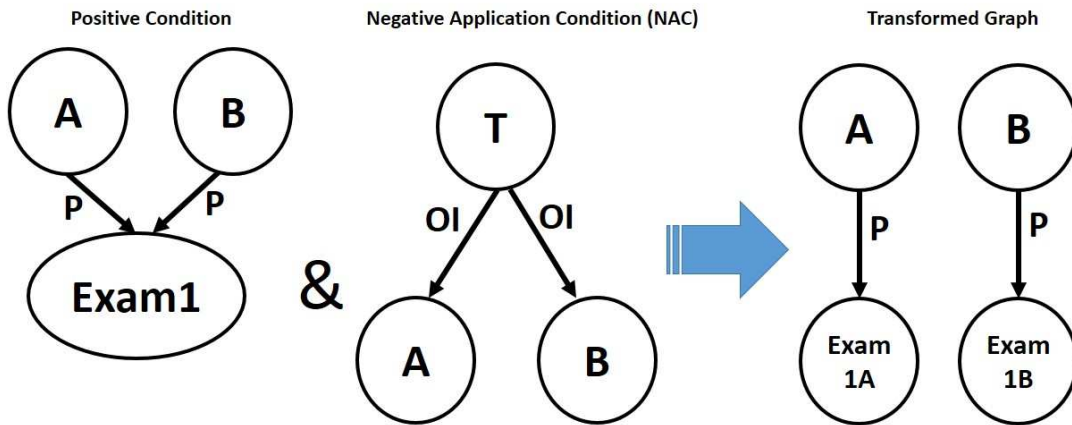 Positive Condition
Negative Application Condition (NAC)
Transformed Graph
A
B
P
P
Exam1
&
T
OI
OI
A
B
A
B
P
P
Exam
1A
Exam
1B